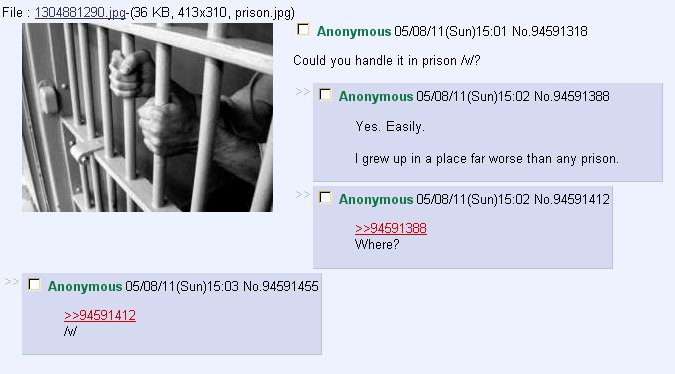 File : 1304881290.jpg-(36 KB, 413x310, prison.jpg)
Anonymous 05/08/11(Sun)15:01 No.94591318
Could you handle it in prison /v/?
>> Anonymous 05/08/11(Sun)15:02 No.94591388
Yes. Easily.
I grew up in a place far worse than any prison.
>> Anonymous 05/08/11(Sun)15:02 No.94591412
>>94591388
Where?
>> Anonymous 05/08/11(Sun)15:03 No.94591455
>>94591412
/v/